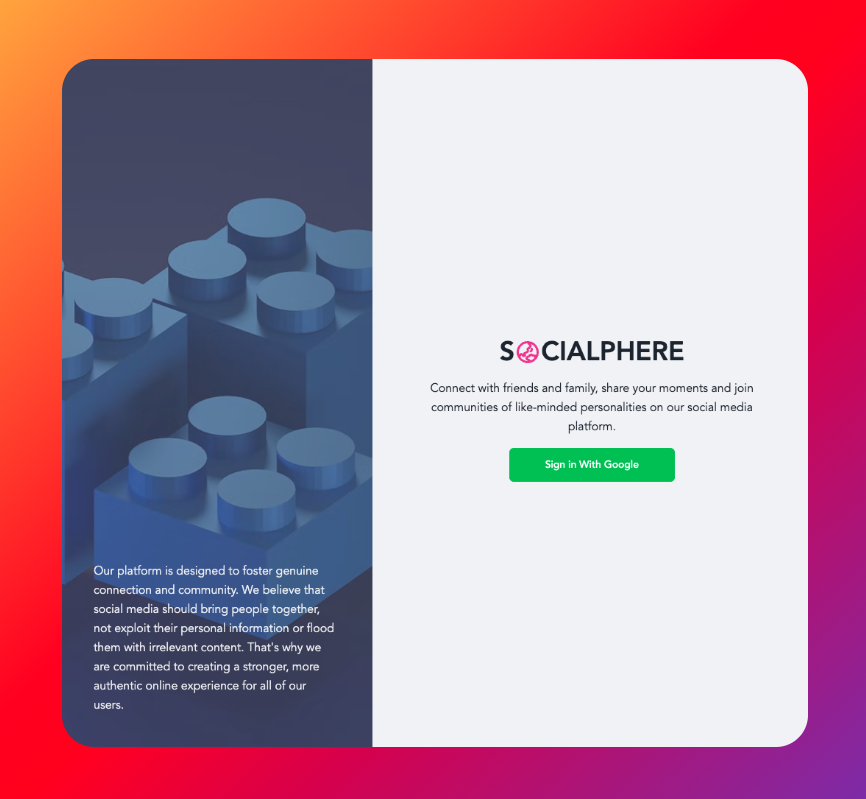 SOCIALPHERE
Connect with friends and family, share your moments and join
communities of like-minded personalities on our social media
platform.
Sign in With Google
Our platform is designed to foster genuine
connection and community. We believe that
social media should bring people together,
not exploit their personal information or flood
them with irrelevant content. That's why we
are committed to creating a stronger, more
authentic online experience for all of our
users.